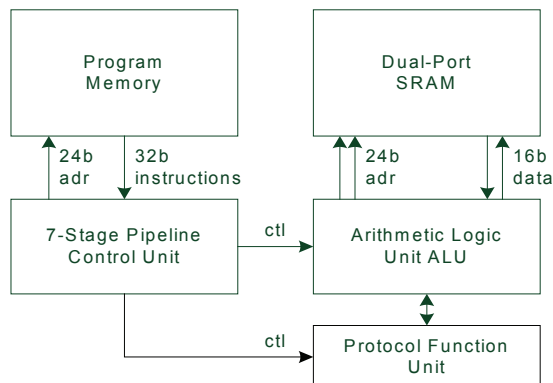 Program
Memory
Dual-Port
SRAM
24b
adr
32b
instructions
24b
adr
16b
data
7-Stage Pipeline
Control Unit
ctl
Arithmetic Logic
Unit ALU
ctl
Protocol Function
Unit